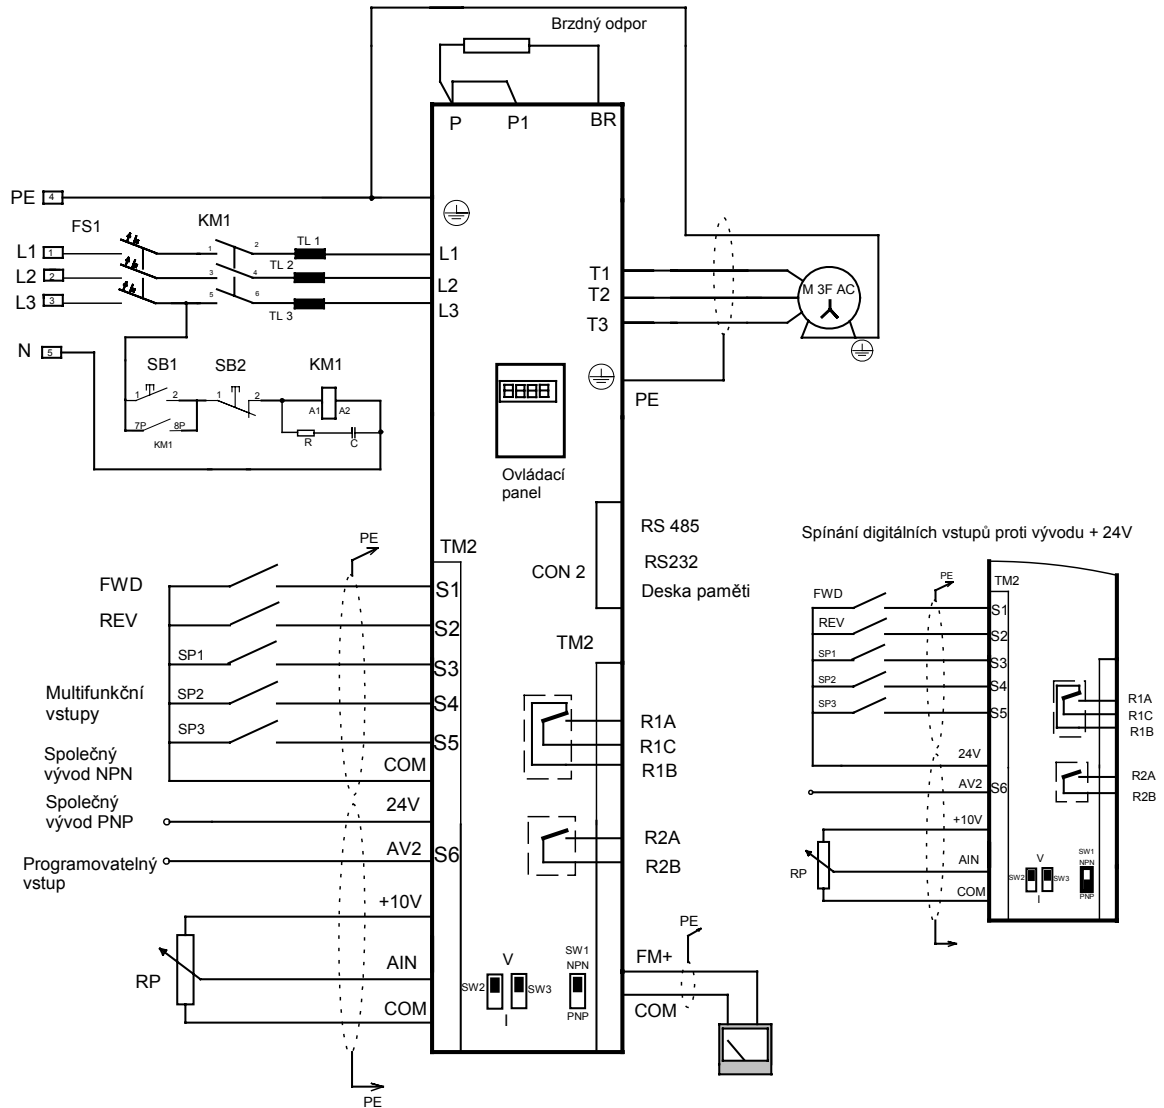 Brzdný odpor
P P1 BR
PE 4
FS1 KM1
L1 1 1 2 TL 1 L1
L2 2 3 4 TL 2 L2
L3 3 5 6 TL 3 L3
T1
T2
T3
M 3F AC
N 5
PE
SB1 SB2 KM1
1 2 1 2 A1 A2
7P 8P
KM1
R C
Ovládací
panel
RS 485
RS232
Deska paměti
CON 2
TM2
PE
TM2
FWD S1
REV S2
SP1 S3
SP2 S4
SP3 S5
Multifunkční
vstupy
Společný
vývod NPN
COM
Společný
vývod PNP
24V
Programovatelný
vstup
AV2 S6
+10V
RP
AIN
COM
PE
R1A
R1C
R1B
R2A
R2B
V
SW2 SW3
I
SW1
NPN
PNP
PE
FM+
COM
Spínání digitálních vstupů proti vývodu + 24V
PE
TM2
FWD S1
REV S2
SP1 S3
SP2 S4
SP3 S5
24V
AV2 S6
+10V
RP
AIN
COM
R1A
R1C
R1B
R2A
R2B
V
SW2 SW3
I
SW1
NPN
PNP